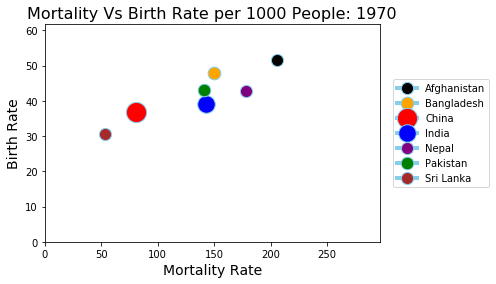 Mortality Vs Birth Rate per 1000 People: 1970
60
50
40
30
20
10
0
Birth Rate
0 50 100 150 200 250
Mortality Rate
Afghanistan
Bangladesh
China
India
Nepal
Pakistan
Sri Lanka